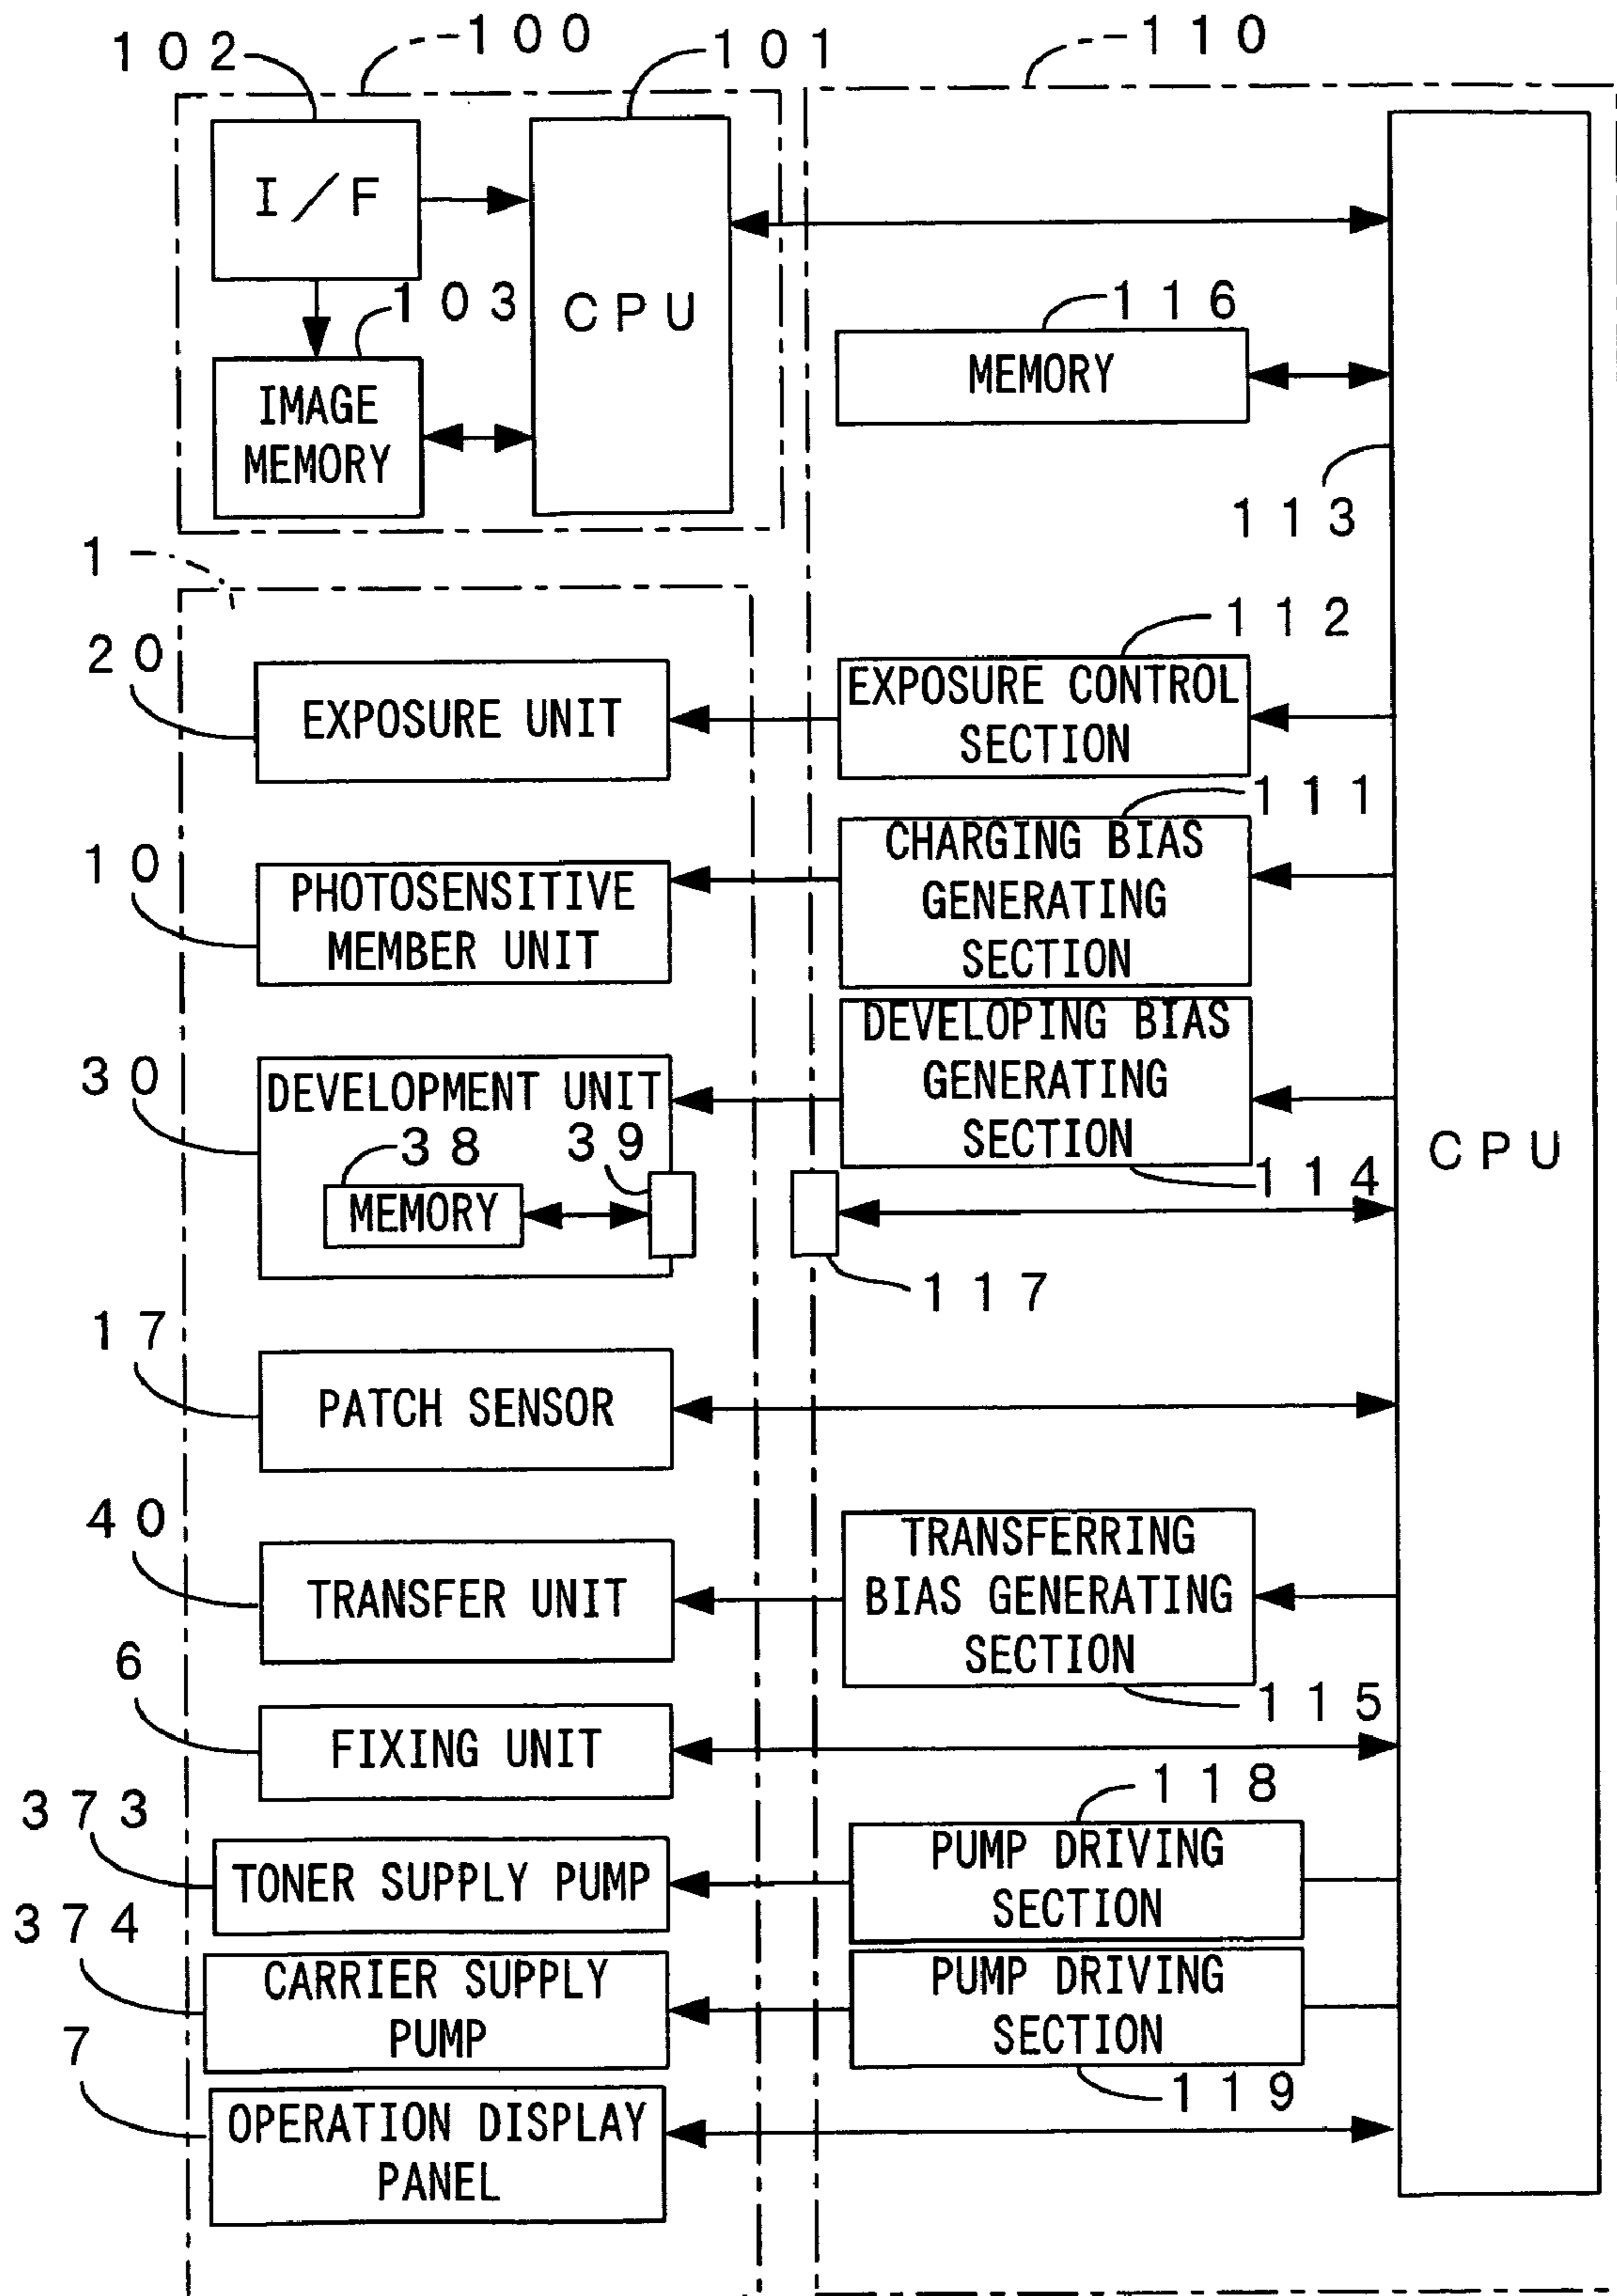 102
100
101
110
I/F
103
CPU
IMAGE
MEMORY
116
MEMORY
113
1
20
EXPOSURE UNIT
112
EXPOSURE CONTROL
SECTION
10
PHOTOSENSITIVE
MEMBER UNIT
111
CHARGING BIAS
GENERATING
SECTION
30
DEVELOPMENT UNIT
38
39
MEMORY
DEVELOPING BIAS
GENERATING
SECTION
114
CPU
117
17
PATCH SENSOR
40
TRANSFER UNIT
TRANSFERRING
BIAS GENERATING
SECTION
115
6
FIXING UNIT
118
373
TONER SUPPLY PUMP
PUMP DRIVING
SECTION
374
CARRIER SUPPLY
PUMP
PUMP DRIVING
SECTION
119
7
OPERATION DISPLAY
PANEL